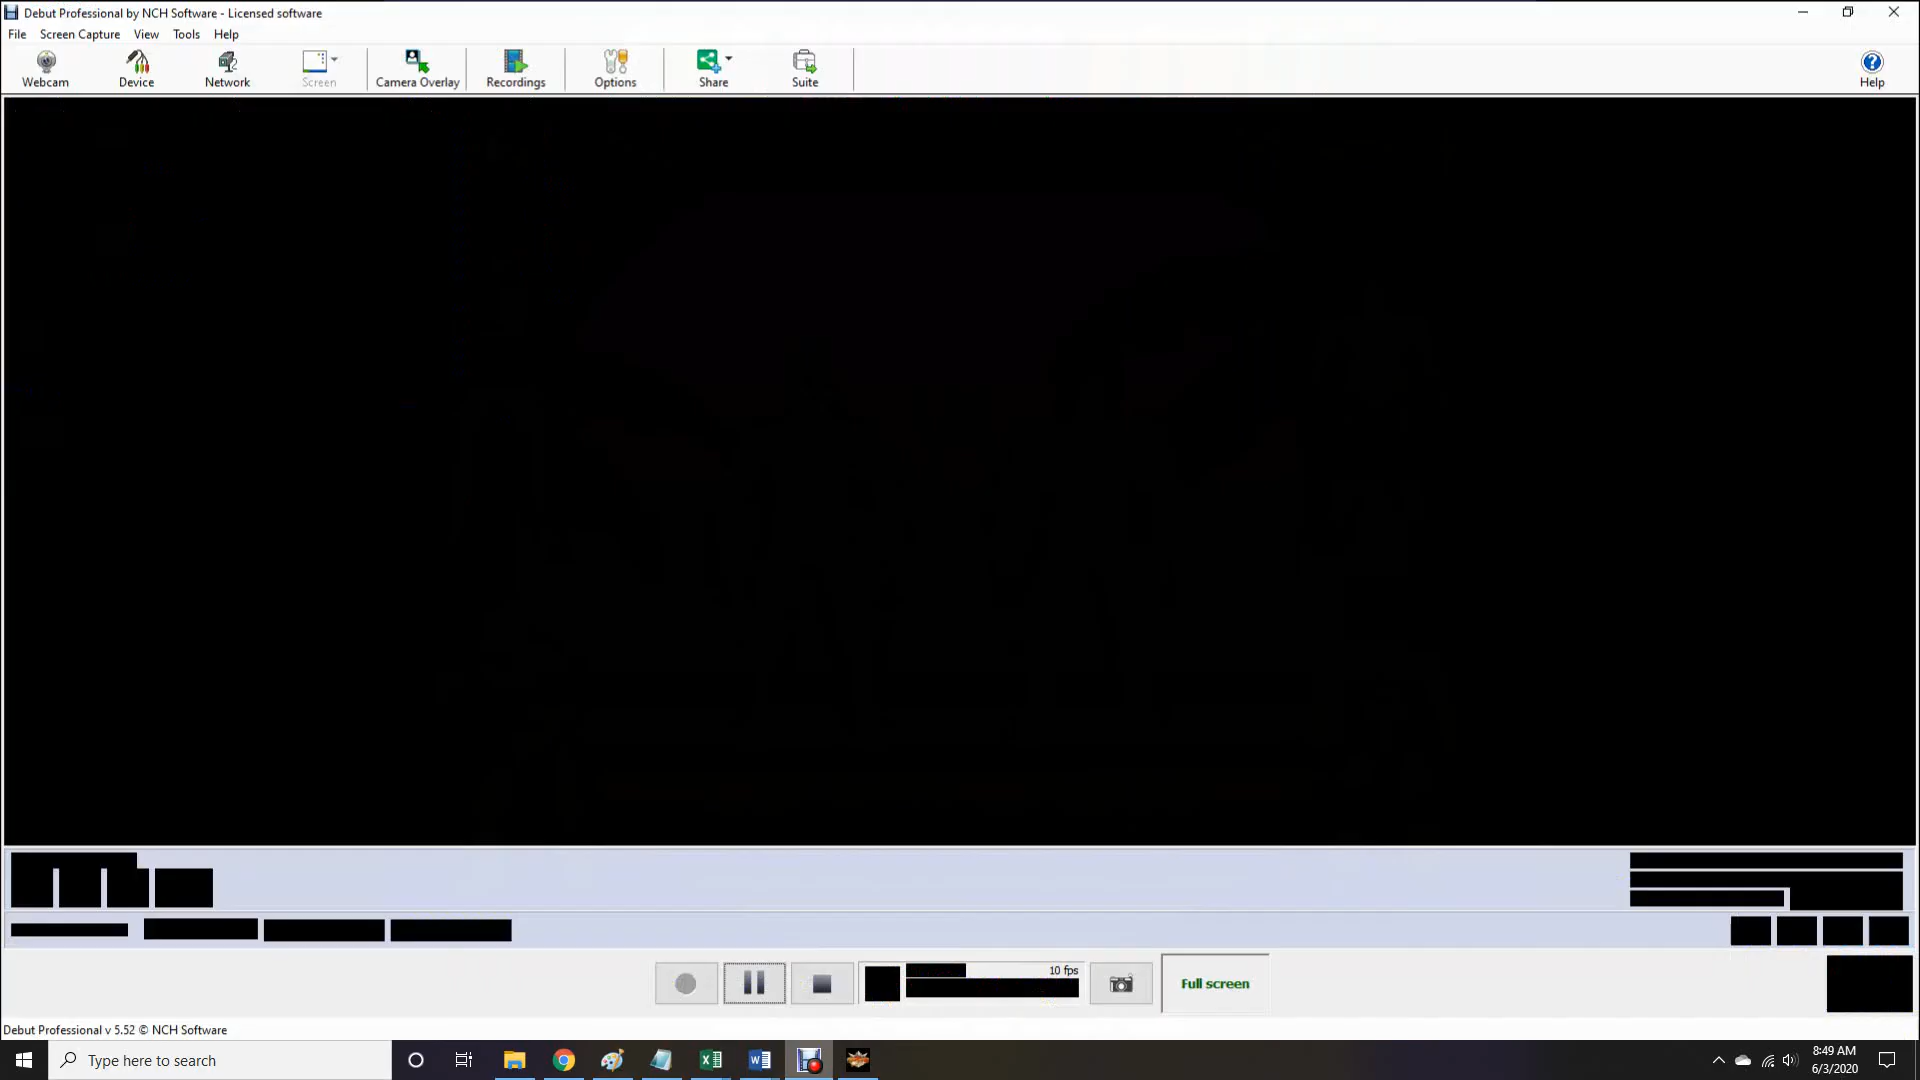 Debut Professional by NCH Software - Licensed software
File Screen Capture View Tools Help
Webcam Device Network Screen Camera Overlay Recordings Options Share Suite Help
10 fps
Full screen
Debut Professional v 5.52 © NCH Software
Type here to search
8:49 AM
6/3/2020